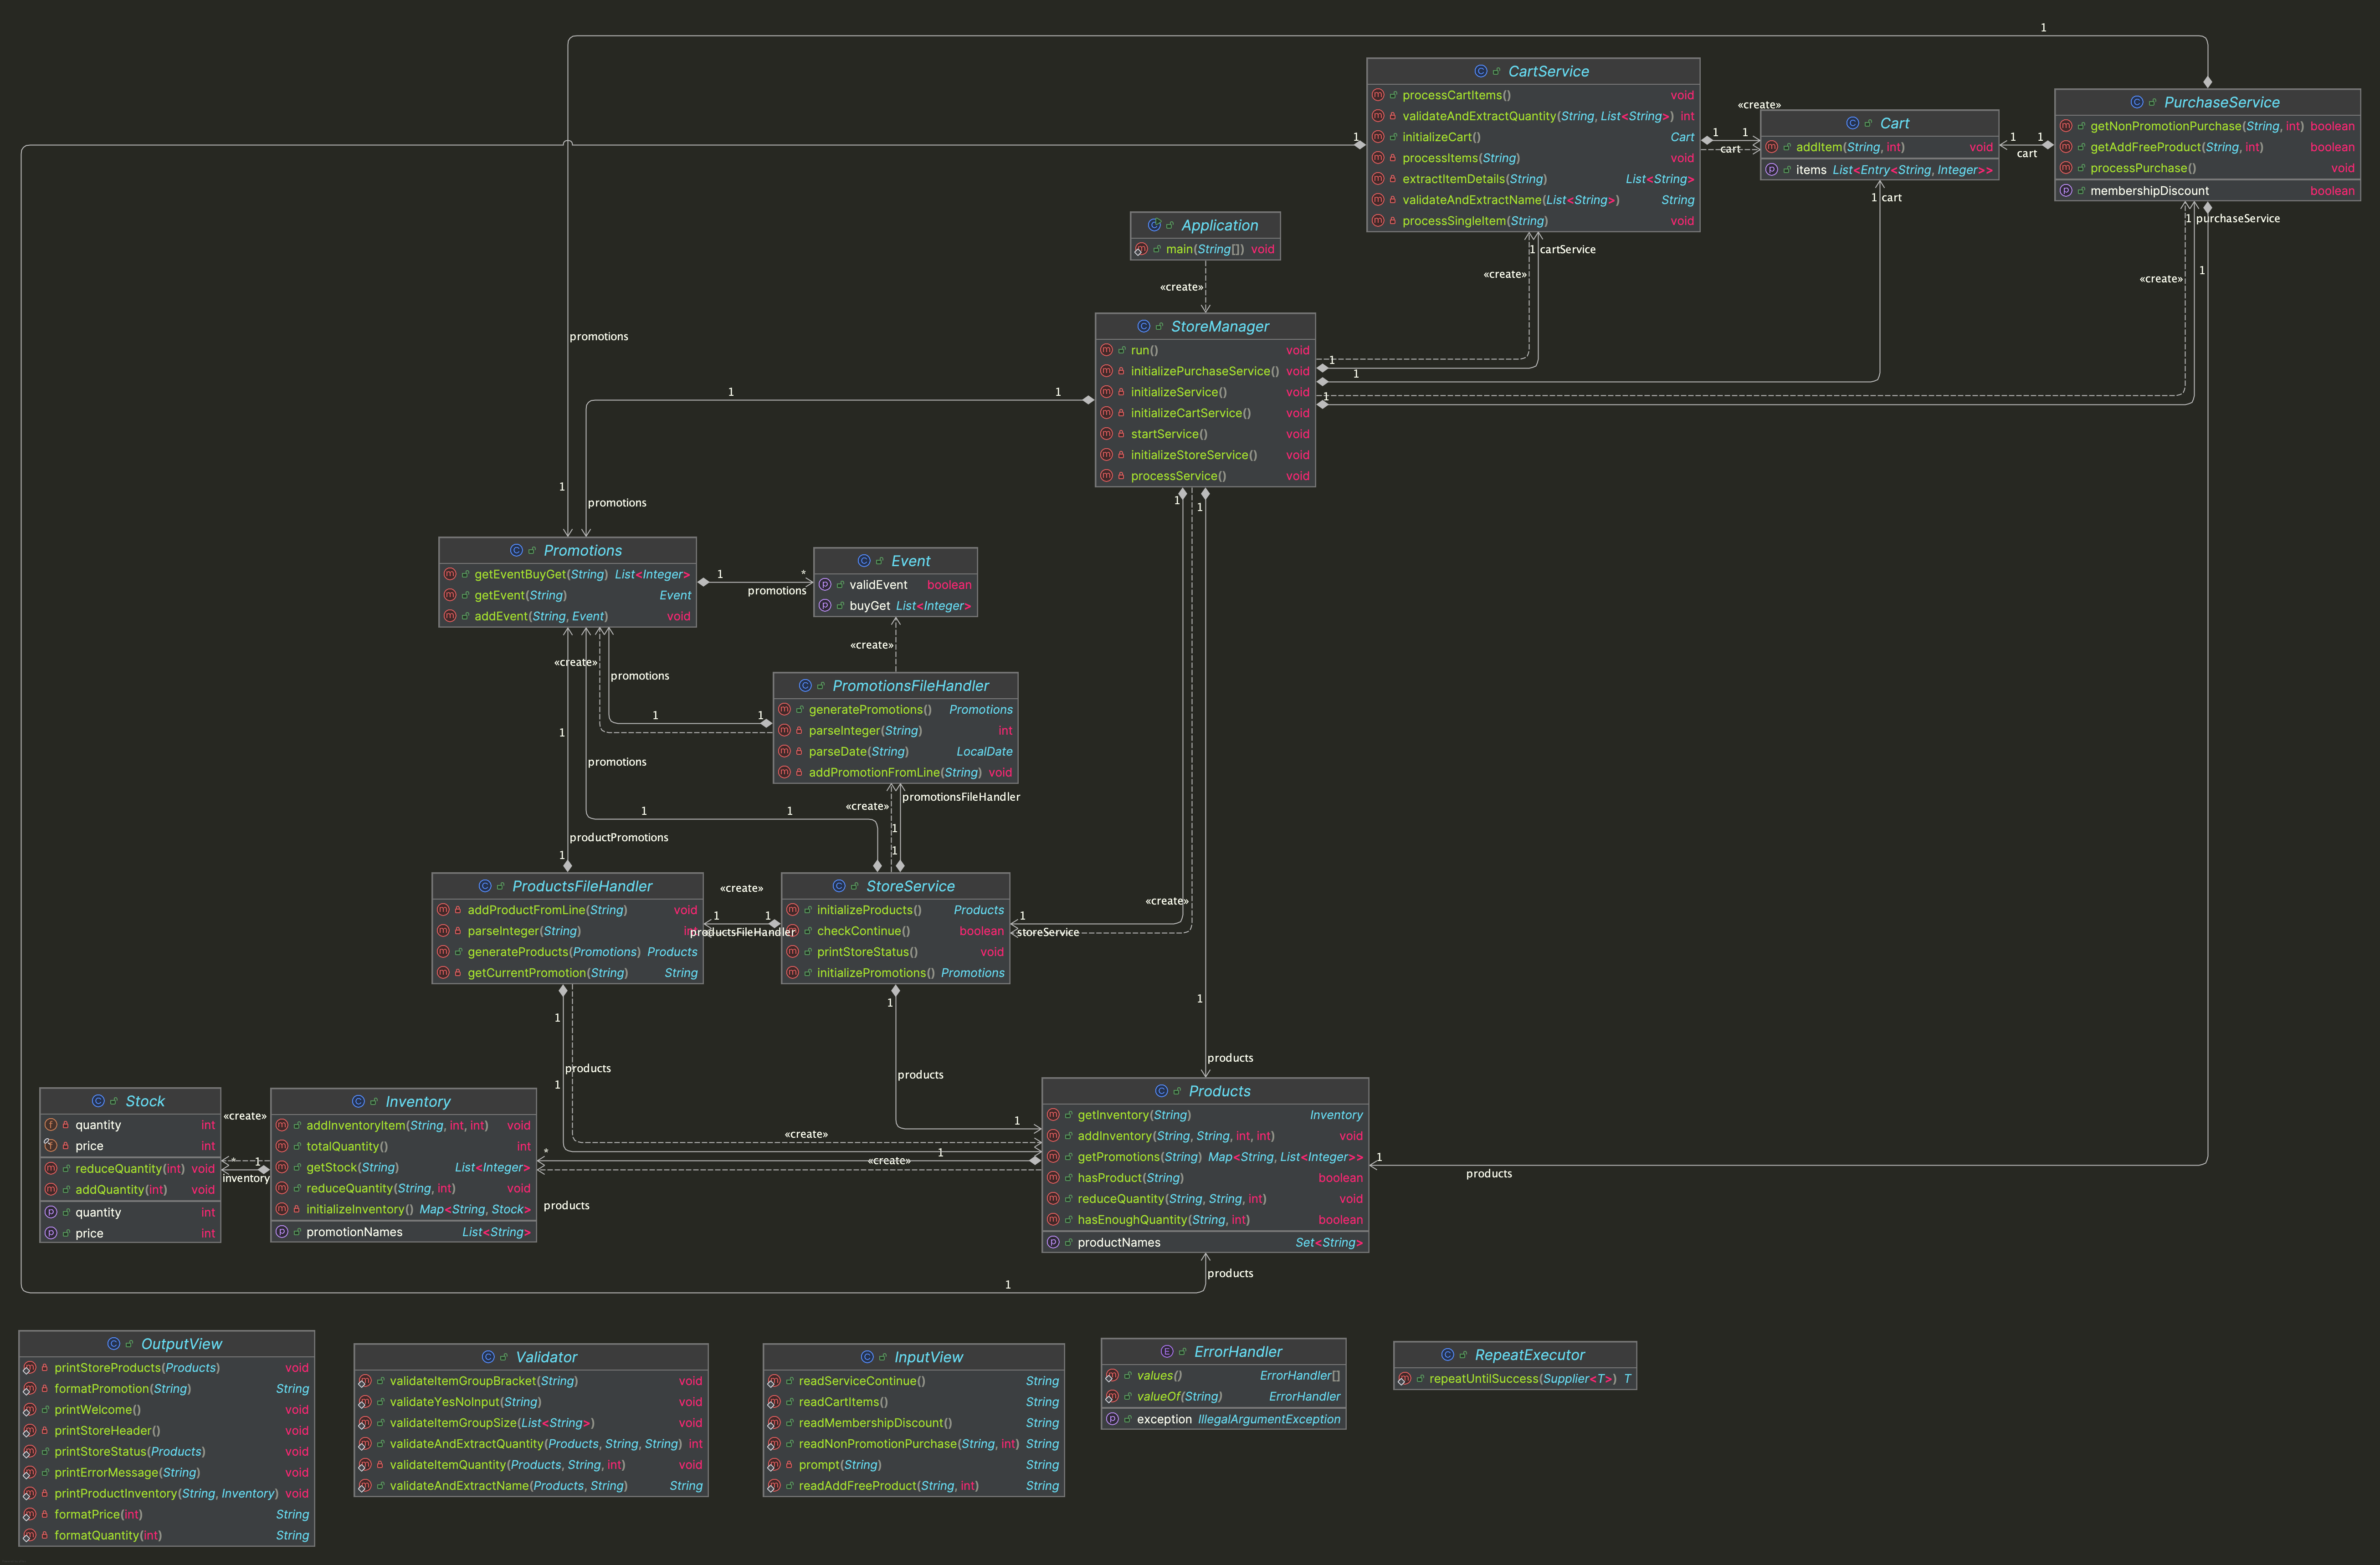 1
CartService
processCartItems() void
validateAndExtractQuantity(String, List<String>) int
initializeCart() Cart
processItems(String) void
extractItemDetails(String) List<String>
validateAndExtractName(List<String>) String
processSingleItem(String) void
1
1
1
«create»
cart
Cart
addItem(String, int) void
items List<Entry<String, Integer>>
1
1
cart
PurchaseService
getNonPromotionPurchase(String, int) boolean
getAddFreeProduct(String, int) boolean
processPurchase() void
membershipDiscount boolean
1 purchaseService
1
«create»
1 cart
1 cartService
«create»
Application
main(String[]) void
«create»
StoreManager
run() void
initializePurchaseService() void
initializeService() void
initializeCartService() void
startService() void
initializeStoreService() void
processService() void
1
1
1
1
1
promotions
1
promotions
1
1
Promotions
getEventBuyGet(String) List<Integer>
getEvent(String) Event
addEvent(String, Event) void
1
*
promotions
Event
validEvent boolean
buyGet List<Integer>
«create»
«create»
promotions
PromotionsFileHandler
generatePromotions() Promotions
parseInteger(String) int
parseDate(String) LocalDate
addPromotionFromLine(String) void
1
1
1
promotions
promotionsFileHandler
«create»
1
1
1
1
productPromotions
1
ProductsFileHandler
addProductFromLine(String) void
parseInteger(String) int
generateProducts(Promotions) Products
getCurrentPromotion(String) String
«create»
1
1
productsFileHandler
StoreService
initializeProducts() Products
checkContinue() boolean
printStoreStatus() void
initializePromotions() Promotions
«create»
1
storeService
1
1
1
products
1
1
products
products
1
«create»
Stock
quantity int
price int
reduceQuantity(int) void
addQuantity(int) void
quantity int
price int
«create»
*
1
inventory
Inventory
addInventoryItem(String, int, int) void
totalQuantity() int
getStock(String) List<Integer>
reduceQuantity(String, int) void
initializeInventory() Map<String, Stock>
promotionNames List<String>
*
1
«create»
products
Products
getInventory(String) Inventory
addInventory(String, String, int, int) void
getPromotions(String) Map<String, List<Integer>>
hasProduct(String) boolean
reduceQuantity(String, String, int) void
hasEnoughQuantity(String, int) boolean
productNames Set<String>
1
products
products
1
OutputView
printStoreProducts(Products) void
formatPromotion(String) String
printWelcome() void
printStoreHeader() void
printStoreStatus(Products) void
printErrorMessage(String) void
printProductInventory(String, Inventory) void
formatPrice(int) String
formatQuantity(int) String
Validator
validateItemGroupBracket(String) void
validateYesNoInput(String) void
validateItemGroupSize(List<String>) void
validateAndExtractQuantity(Products, String, String) int
validateItemQuantity(Products, String, int) void
validateAndExtractName(Products, String) String
InputView
readServiceContinue() String
readCartItems() String
readMembershipDiscount() String
readNonPromotionPurchase(String, int) String
prompt(String) String
readAddFreeProduct(String, int) String
ErrorHandler
values() ErrorHandler[]
valueOf(String) ErrorHandler
exception IllegalArgumentException
RepeatExecutor
repeatUntilSuccess(Supplier<T>) T